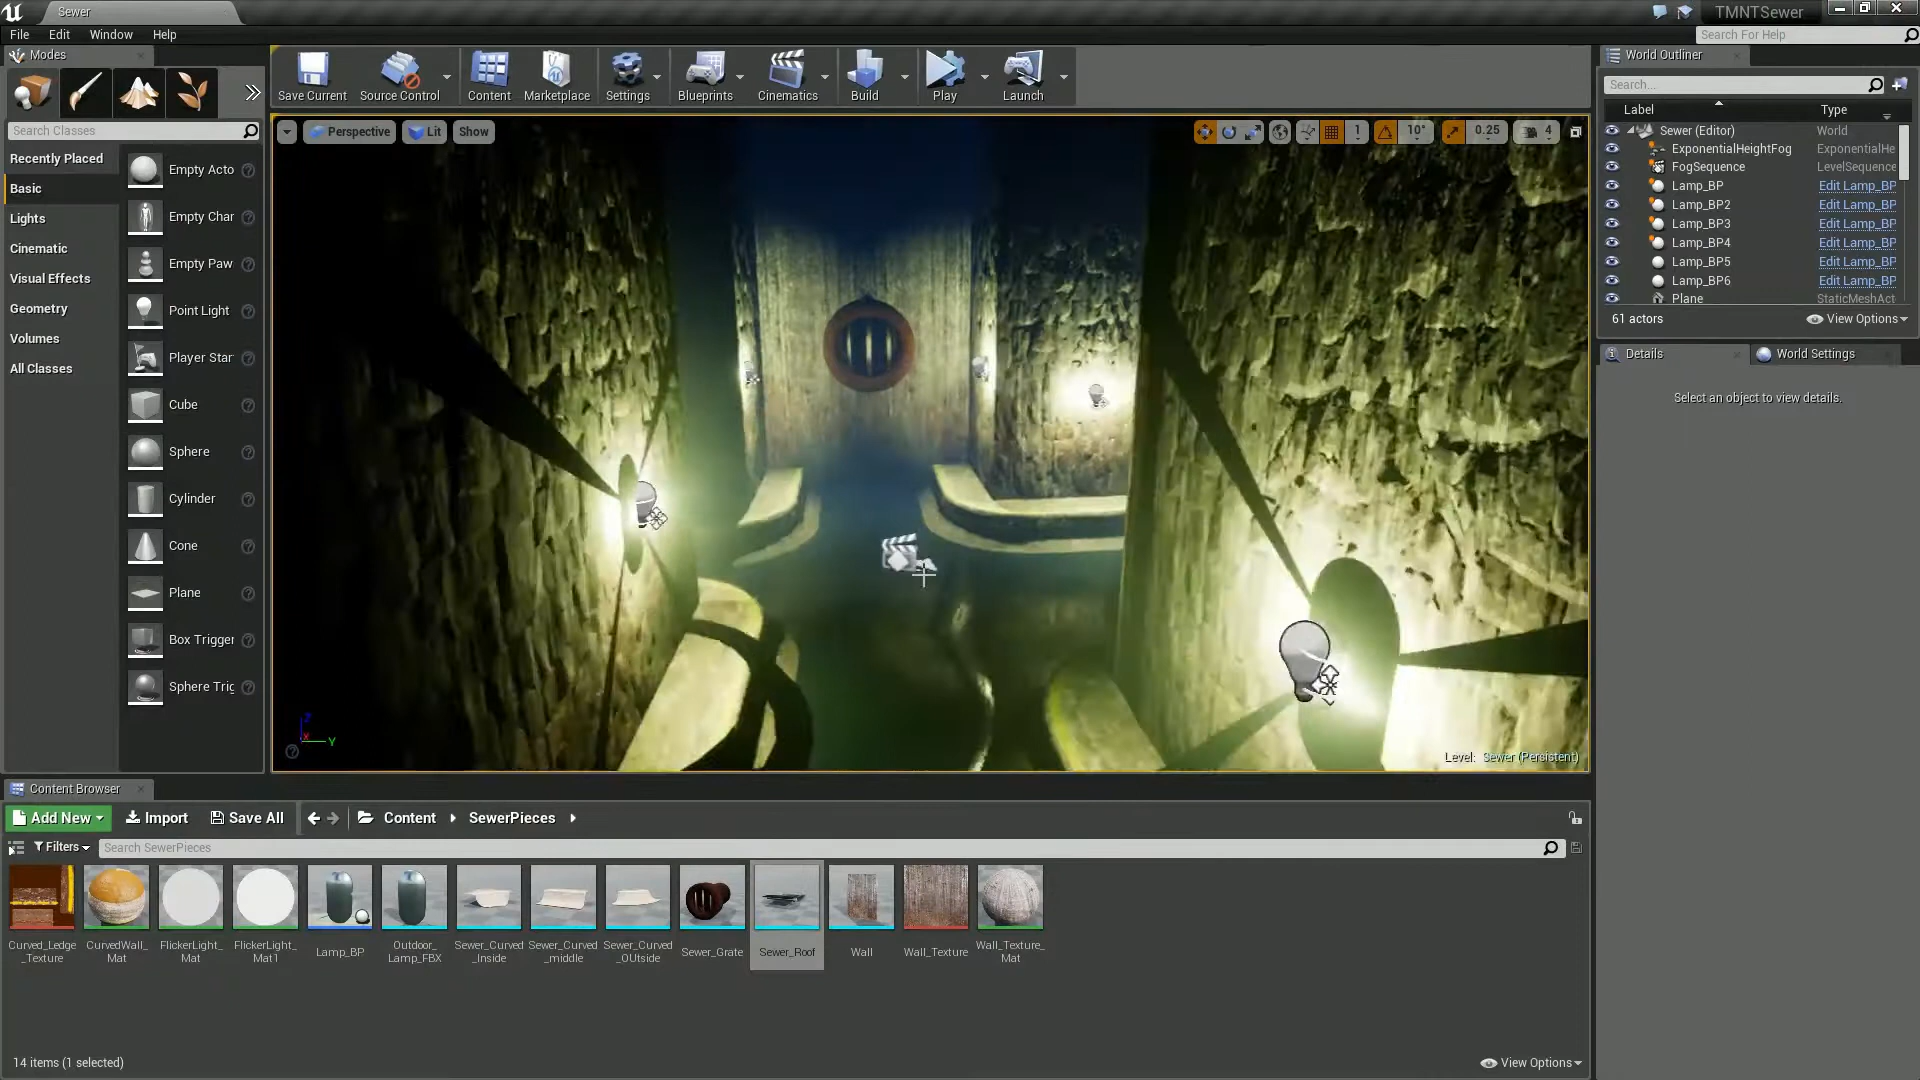 Sewer
TMNTSewer
File Edit Window Help
Search For Help
Modes
Search Classes
Recently Placed
Basic
Lights
Cinematic
Visual Effects
Geometry
Volumes
All Classes
Empty Acto
Empty Char
Empty Paw
Point Light
Player Star
Cube
Sphere
Cylinder
Cone
Plane
Box Trigger
Sphere Tric
Save Current
Source Control
Content
Marketplace
Settings
Blueprints
Cinematics
Build
Play
Launch
Perspective
Lit
Show
1
10°
0.25
4
Z
X
Y
Level: Sewer (Persistent)
World Outliner
Search...
Label Type
Sewer (Editor) World
ExponentialHeightFog ExponentialHe
FogSequence LevelSequence
Lamp_BP Edit Lamp_BP
Lamp_BP2 Edit Lamp_BP
Lamp_BP3 Edit Lamp_BP
Lamp_BP4 Edit Lamp_BP
Lamp_BP5 Edit Lamp_BP
Lamp_BP6 Edit Lamp_BP
Plane StaticMeshAct
61 actors
View Options
Details
World Settings
Select an object to view details.
Content Browser
Add New
Import
Save All
Content
SewerPieces
Filters
Search SewerPieces
Curved_Ledge
_Texture
CurvedWall_
Mat
FlickerLight_
Mat
FlickerLight_
Mat1
Lamp_BP
Outdoor_
Lamp_FBX
Sewer_Curved
_Inside
Sewer_Curved
_middle
Sewer_Curved
_OUtside
Sewer_Grate
Sewer_Roof
Wall
Wall_Texture
Wall_Texture_
Mat
14 items (1 selected)
View Options